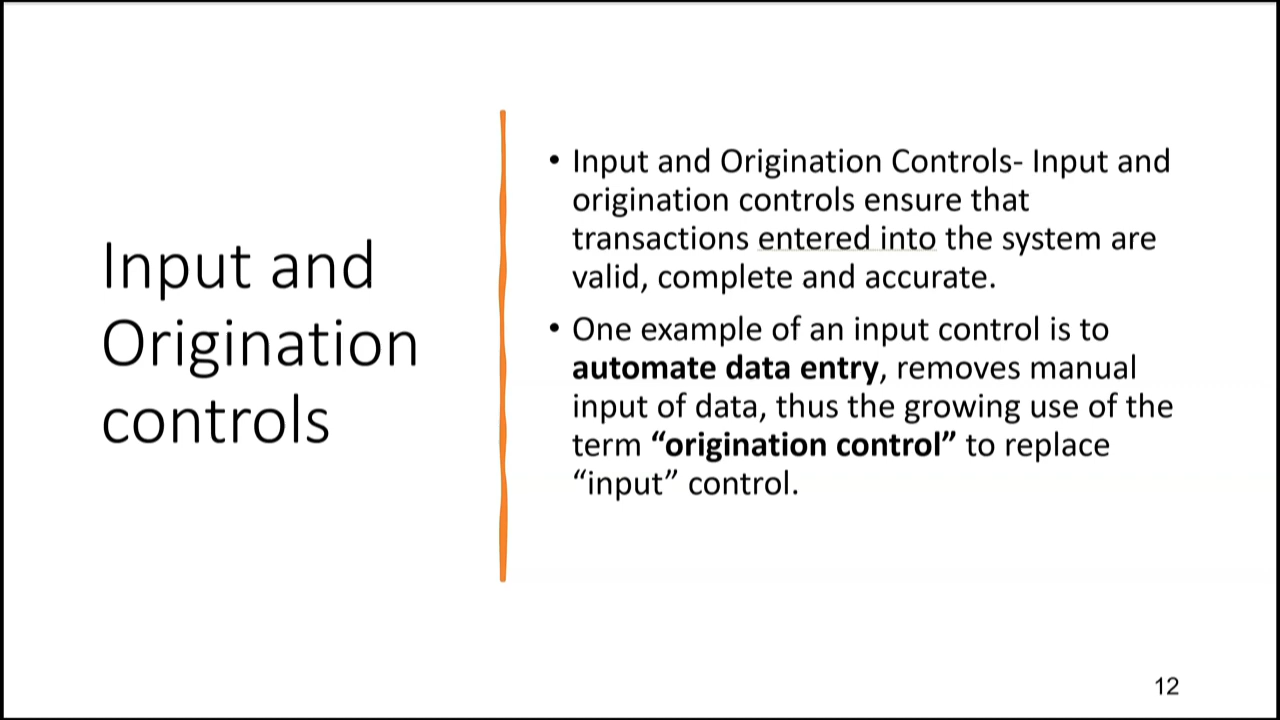 Input and
Origination
controls
• Input and Origination Controls- Input and
origination controls ensure that
transactions entered into the system are
valid, complete and accurate.
• One example of an input control is to
automate data entry, removes manual
input of data, thus the growing use of the
term “origination control” to replace
“input” control.
12